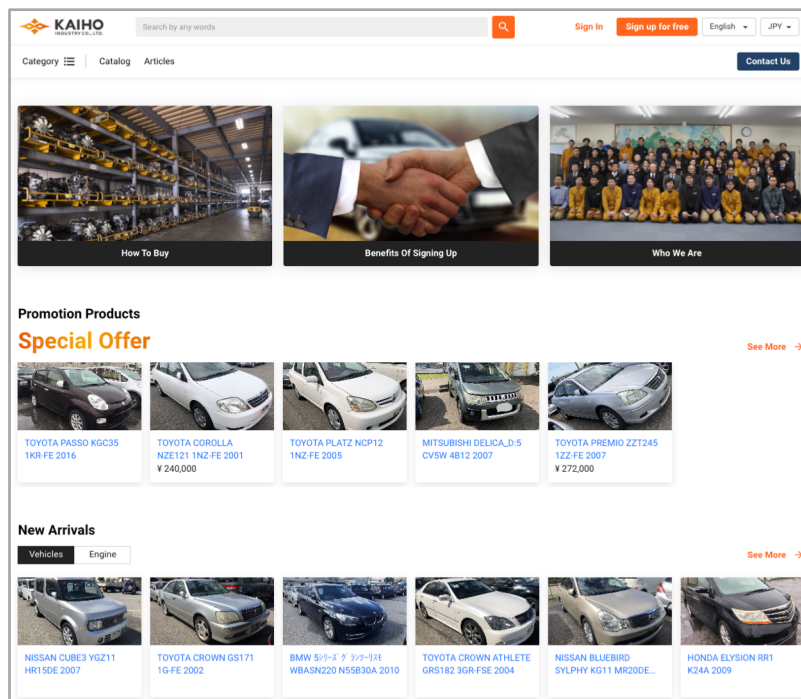 KAIHO
INDUSTRY CO., LTD.
Search by any words
Sign In
Sign up for free
English
JPY
Category
Catalog
Articles
Contact Us
How To Buy
Benefits Of Signing Up
Who We Are
Promotion Products
Special Offer
See More
TOYOTA PASSO KGC35
1KR-FE 2016
TOYOTA COROLLA
NZE121 1NZ-FE 2001
¥ 240,000
TOYOTA PLATZ NCP12
1NZ-FE 2005
MITSUBISHI DELICA_D:5
CV5W 4B12 2007
TOYOTA PREMIO ZZT245
1ZZ-FE 2007
¥ 272,000
New Arrivals
Vehicles
Engine
See More
NISSAN CUBE3 YGZ11
HR15DE 2007
TOYOTA CROWN GS171
1G-FE 2002
BMW 5ｼﾘｰｽﾞ ｸﾞﾗﾝﾂｰﾘｽﾓ
WBASN220 N55B30A 2010
TOYOTA CROWN ATHLETE
GRS182 3GR-FSE 2004
NISSAN BLUEBIRD
SYLPHY KG11 MR20DE...
HONDA ELYSION RR1
K24A 2009